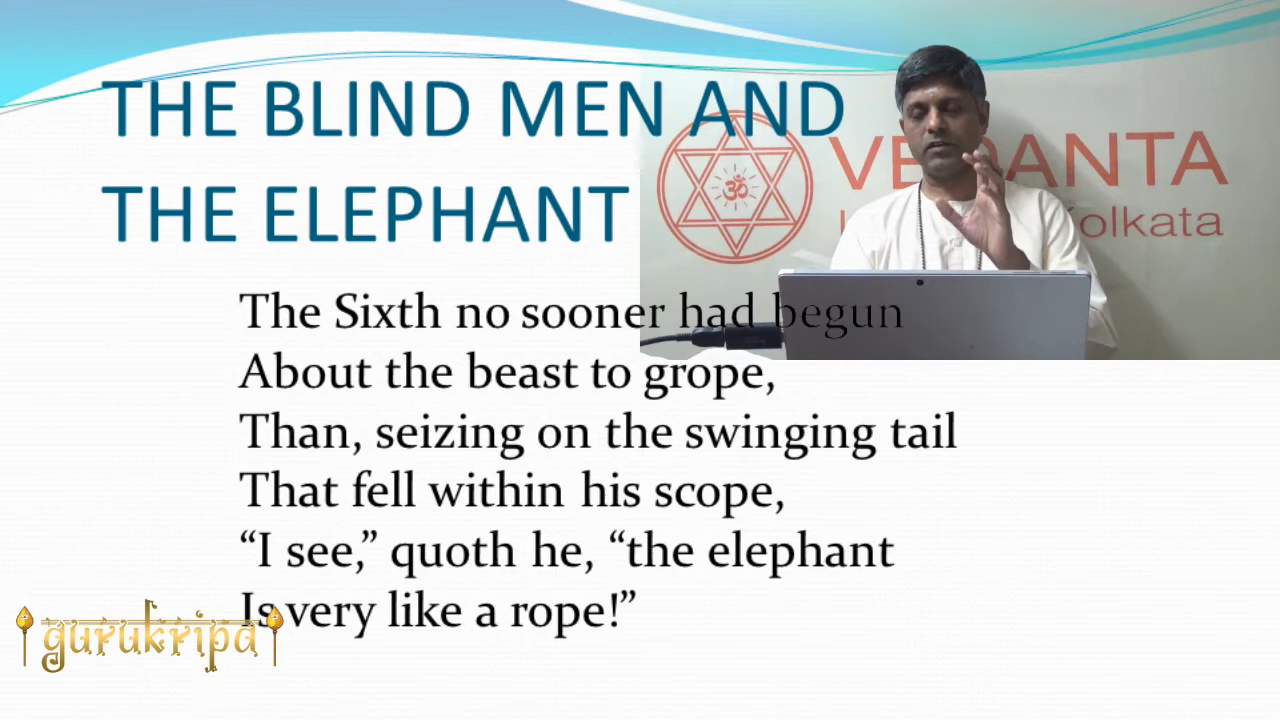 THE BLIND MEN AND
THE ELEPHANT
VEDANTA
Kolkata
ॐ
The Sixth no sooner had begun
About the beast to grope,
Than, seizing on the swinging tail
That fell within his scope,
“I see,” quoth he, “the elephant
Is very like a rope!”
gurukripa